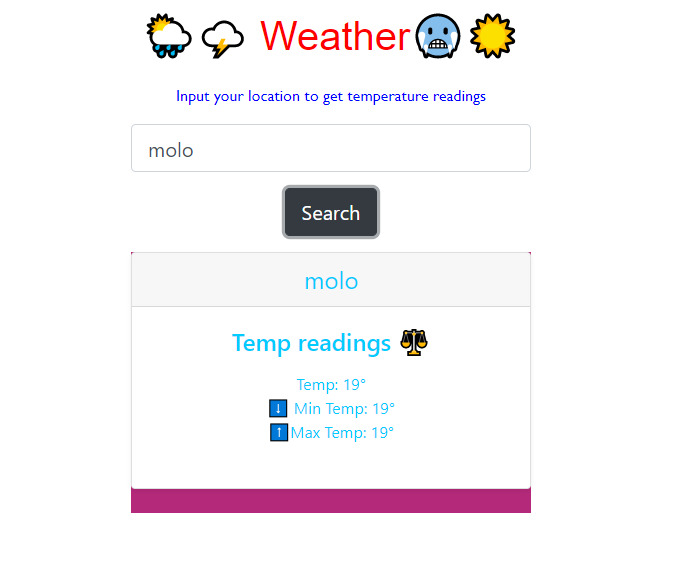 Weather
Input your location to get temperature readings
molo
Search
molo
Temp readings
Temp: 19°
Min Temp: 19°
Max Temp: 19°